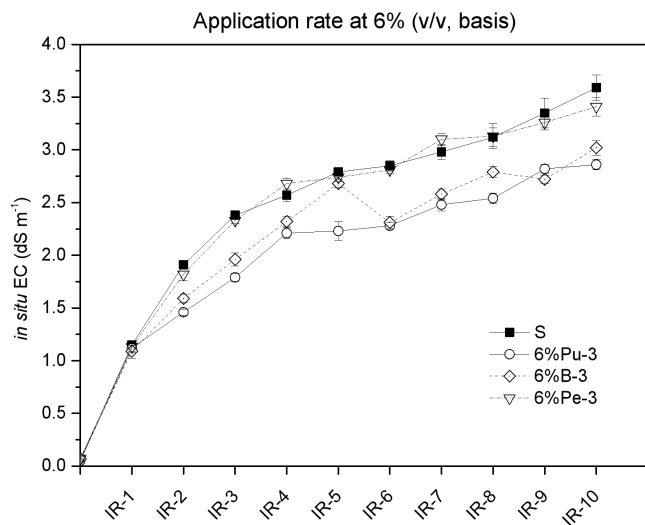 Application rate at 6% (v/v, basis)
4.0
3.5
3.0
2.5
2.0
1.5
1.0
0.5
0.0
in situ EC (dS m⁻¹)
S
6%Pu-3
6%B-3
6%Pe-3
IR-1 IR-2 IR-3 IR-4 IR-5 IR-6 IR-7 IR-8 IR-9 IR-10